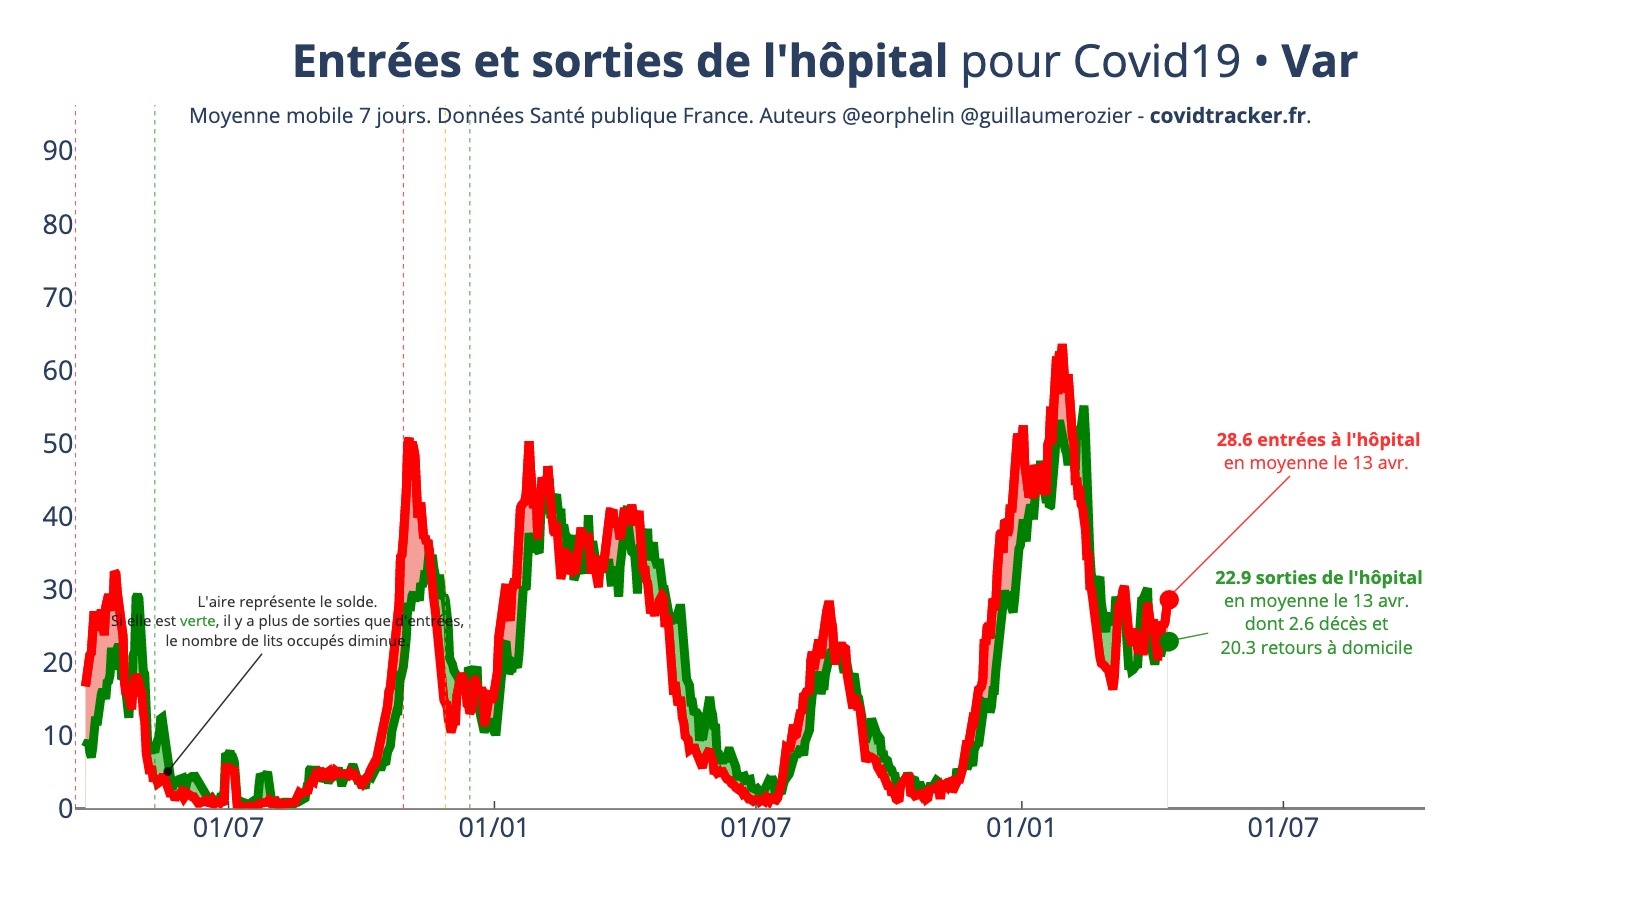 Entrées et sorties de l'hôpital pour Covid19 • Var
Moyenne mobile 7 jours. Données Santé publique France. Auteurs @eorphelin @guillaumerozier - covidtracker.fr.
90
80
70
60
50
40
30
20
10
0
L'aire représente le solde.
Si elle est verte, il y a plus de sorties que d'entrées,
le nombre de lits occupés diminue.
28.6 entrées à l'hôpital
en moyenne le 13 avr.
22.9 sorties de l'hôpital
en moyenne le 13 avr.
dont 2.6 décès et
20.3 retours à domicile
01/07
01/01
01/07
01/01
01/07